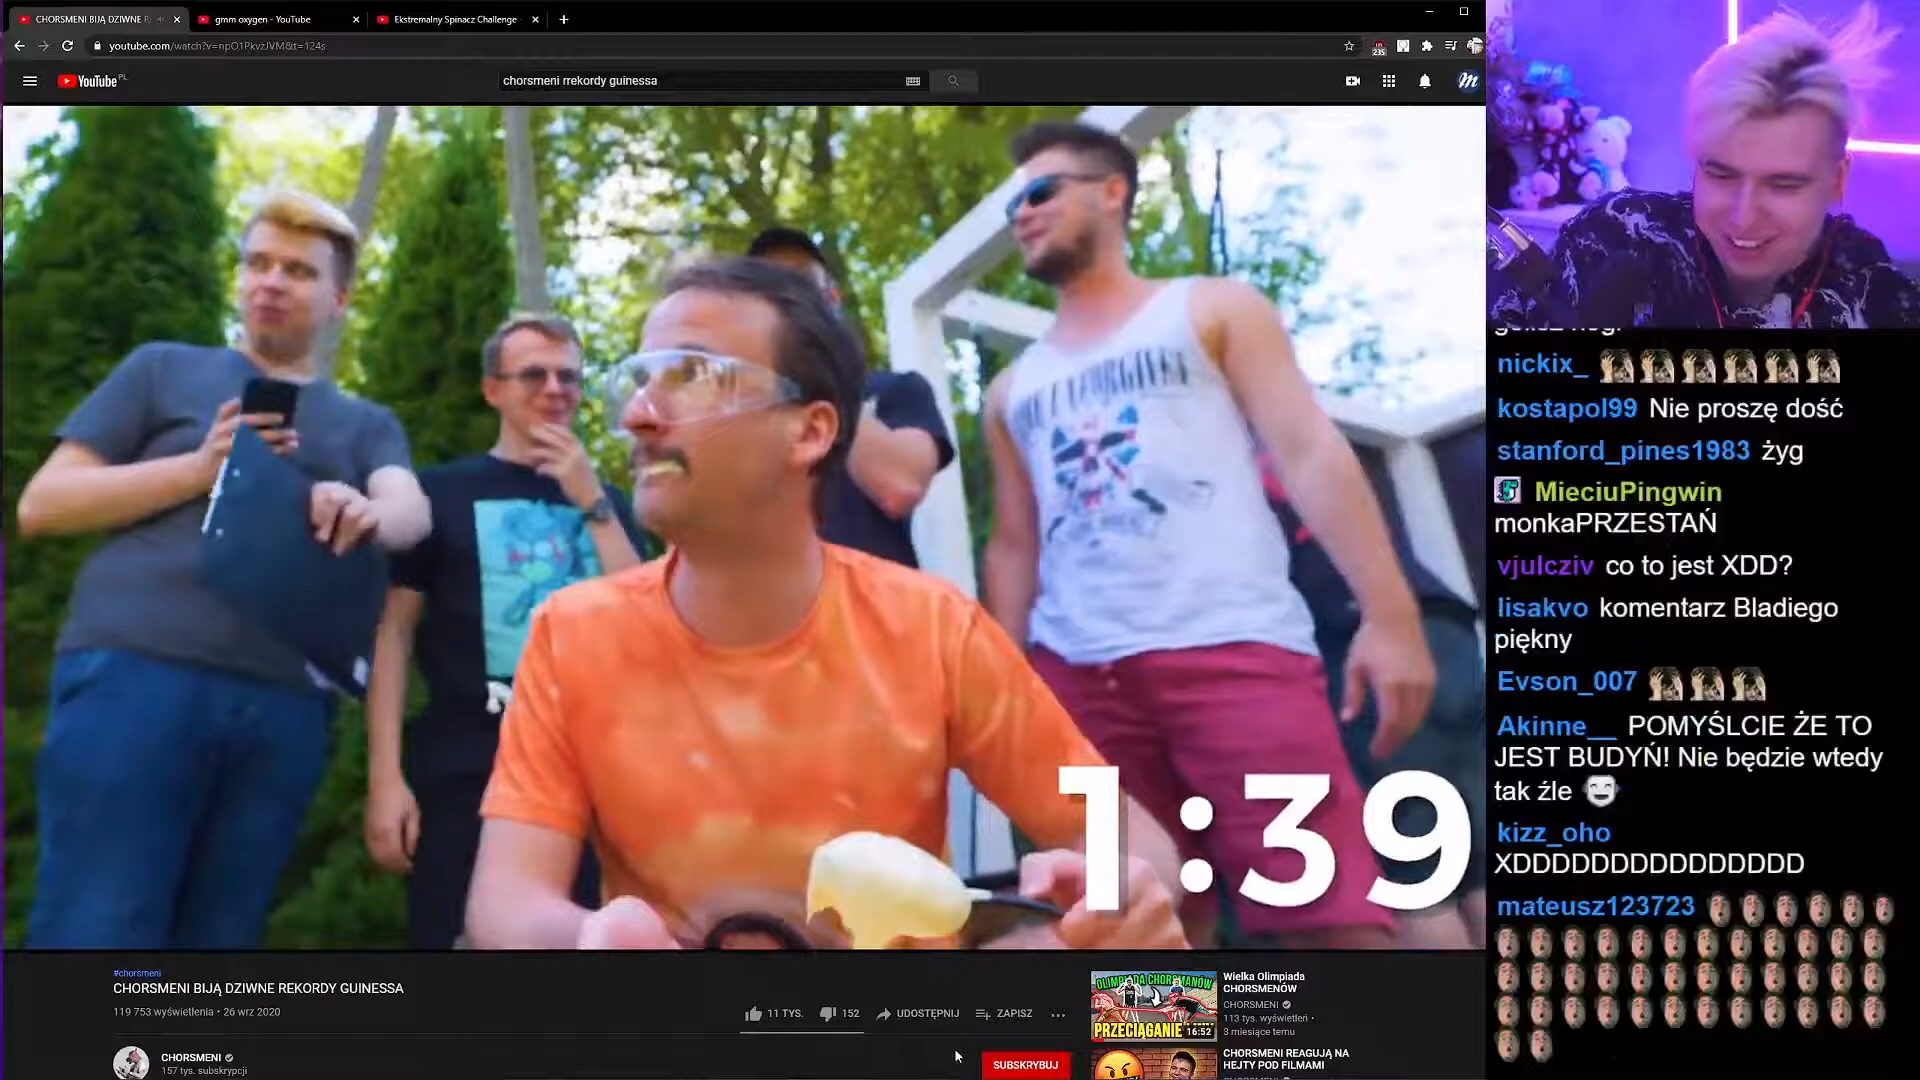 CHORSMENI BIJĄ DZIWNE R
gmm oxygen - YouTube
Ekstremalny Spinacz Challenge
youtube.com/watch?v=npO1PkvzJVM&t=124s
235
YouTube PL
chorsmeni rrekordy guinessa
1:39
#chorsmeni
CHORSMENI BIJĄ DZIWNE REKORDY GUINESSA
119 753 wyświetlenia • 26 wrz 2020
11 TYS.
152
UDOSTĘPNIJ
ZAPISZ
CHORSMENI
157 tys. subskrypcji
SUBSKRYBUJ
OLIMPIADA CHORSMANÓW
PRZECIĄGANIE
16:52
Wielka Olimpiada
CHORSMENÓW
CHORSMENI
113 tys. wyświetleń •
3 miesiące temu
CHORSMENI REAGUJĄ NA
HEJTY POD FILMAMI
nickix_
kostapol99 Nie proszę dość
stanford_pines1983 żyg
MieciuPingwin
monkaPRZESTAŃ
vjulcziv co to jest XDD?
lisakvo komentarz Bladiego
piękny
Evson_007
Akinne__ POMYŚLCIE ŻE TO
JEST BUDYŃ! Nie będzie wtedy
tak źle
kizz_oho
XDDDDDDDDDDDDDDD
mateusz123723